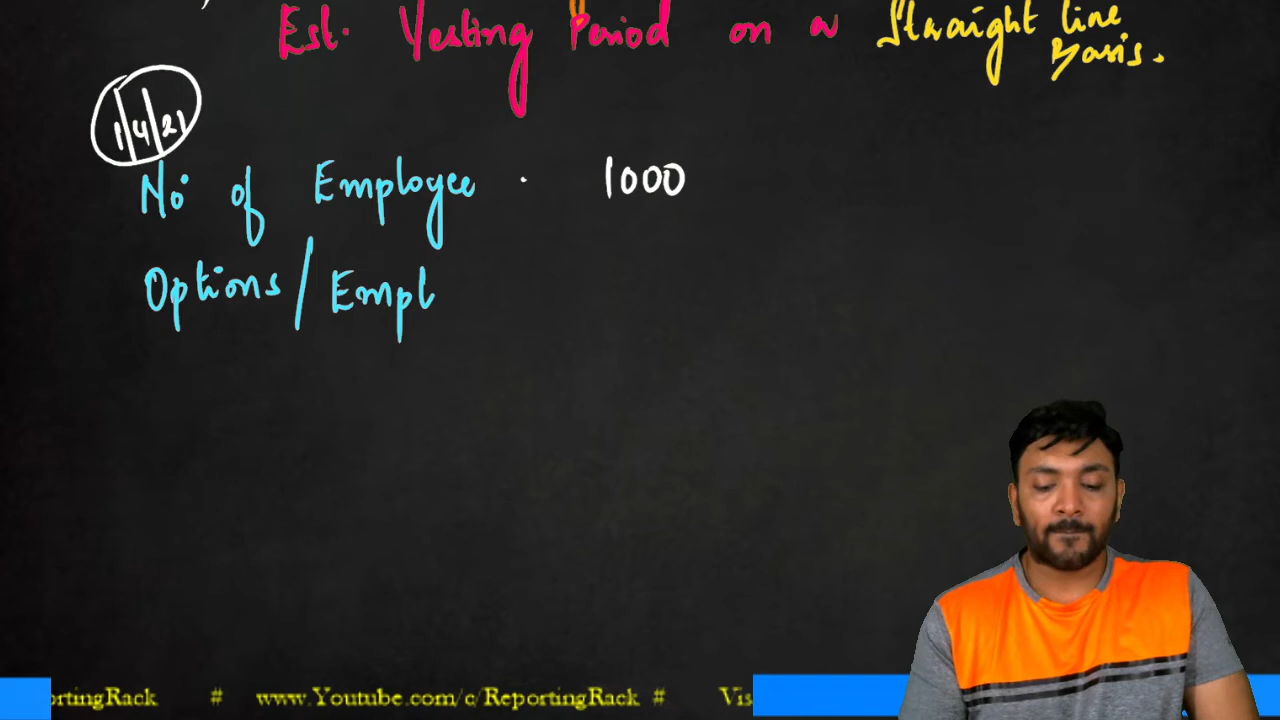 Est. Vesting Period on a Straight line
Basis.
1/4/21
No of Employee . 1000
Options/Empl
ortingRack # www.Youtube.com/c/ReportingRack # Vis